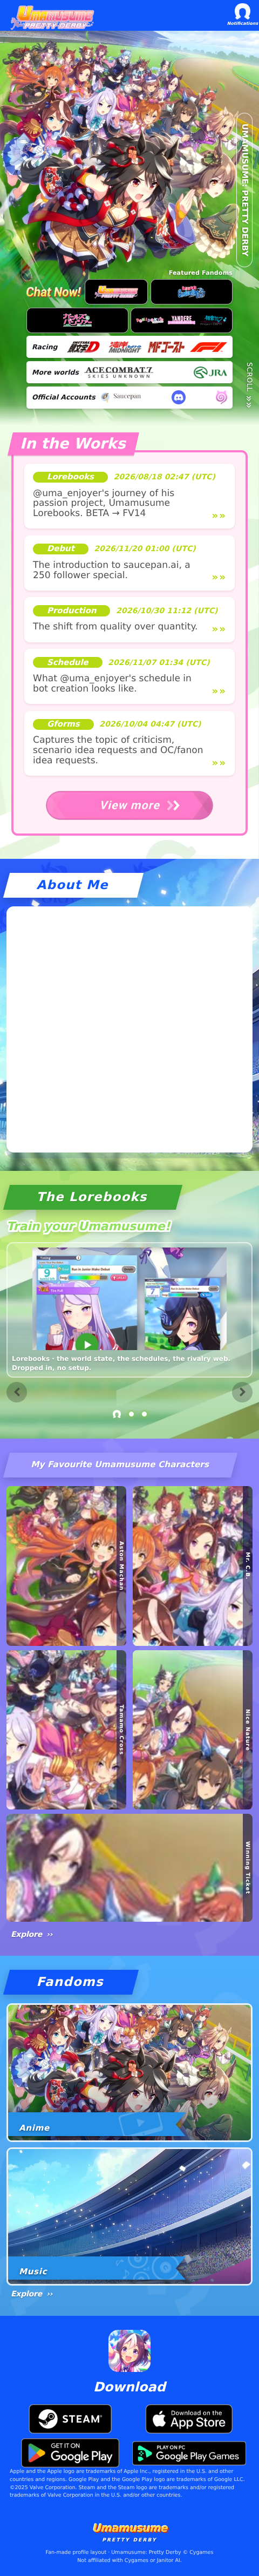 Umamusume
PRETTY DERBY
Notifications
UMAMUSUME: PRETTY DERBY
Featured Fandoms
Chat Now!
Umamusume
PRETTY DERBY
YANDERE
Racing
MIDNIGHT
MFゴースト
F1
More worlds
ACE COMBAT 7
SKIES UNKNOWN
JRA
Official Accounts
Saucepan
SCROLL
In the Works
Lorebooks
2026/08/18 02:47 (UTC)
@uma_enjoyer's journey of his
passion project, Umamusume
Lorebooks. BETA → FV14
»»
Debut
2026/11/20 01:00 (UTC)
The introduction to saucepan.ai, a
250 follower special.
»»
Production
2026/10/30 11:12 (UTC)
The shift from quality over quantity.
»»
Schedule
2026/11/07 01:34 (UTC)
What @uma_enjoyer's schedule in
bot creation looks like.
»»
Gforms
2026/10/04 04:47 (UTC)
Captures the topic of criticism,
scenario idea requests and OC/fanon
idea requests.
»»
View more
About Me
The Lorebooks
Train your Umamusume!
Lorebooks - the world state, the schedules, the rivalry web.
Dropped in, no setup.
My Favourite Umamusume Characters
Aston Machan
Mr. C.B.
Tamamo Cross
Nice Nature
Winning Ticket
Explore ››
Fandoms
Anime
Music
Explore ››
Download
STEAM
Download on the
App Store
GET IT ON
Google Play
PLAY ON PC
Google Play Games
Apple and the Apple logo are trademarks of Apple Inc., registered in the U.S. and other
countries and regions. Google Play and the Google Play logo are trademarks of Google LLC.
©2025 Valve Corporation. Steam and the Steam logo are trademarks and/or registered
trademarks of Valve Corporation in the U.S. and/or other countries.
Umamusume
PRETTY DERBY
Fan-made profile layout · Umamusume: Pretty Derby © Cygames
Not affiliated with Cygames or Janitor AI.